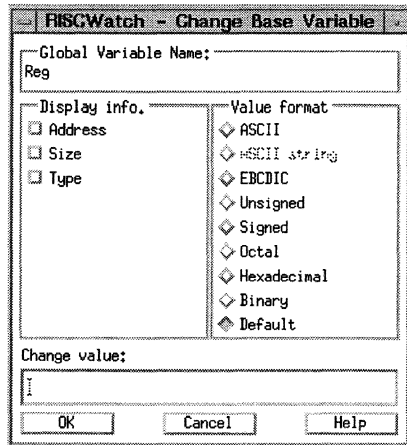 RISCWatch - Change Base Variable
Global Variable Name:
Reg
Display info.
Address
Size
Type
Value format
ASCII
ASCII string
EBCDIC
Unsigned
Signed
Octal
Hexadecimal
Binary
Default
Change value:
OK Cancel Help